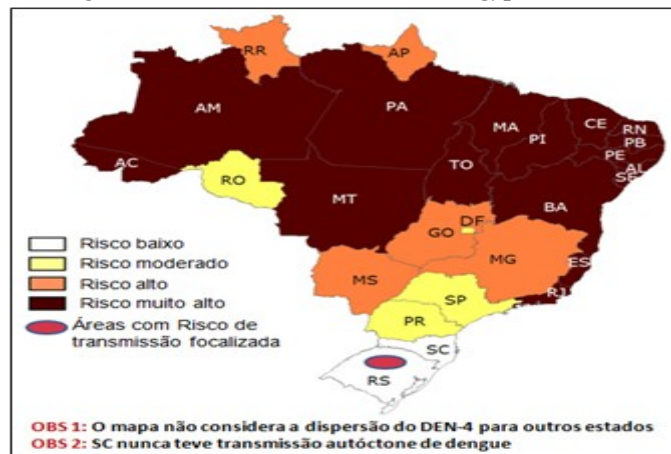 RR
AP
AM
PA
MA
CE
RN
PB
PI
PE
AL
SE
AC
TO
RO
MT
BA
DF
GO
MG
ES
MS
RJ
SP
PR
SC
RS
Risco baixo
Risco moderado
Risco alto
Risco muito alto
Áreas com Risco de
transmissão focalizada
OBS 1: O mapa não considera a dispersão do DEN-4 para outros estados
OBS 2: SC nunca teve transmissão autóctone de dengue